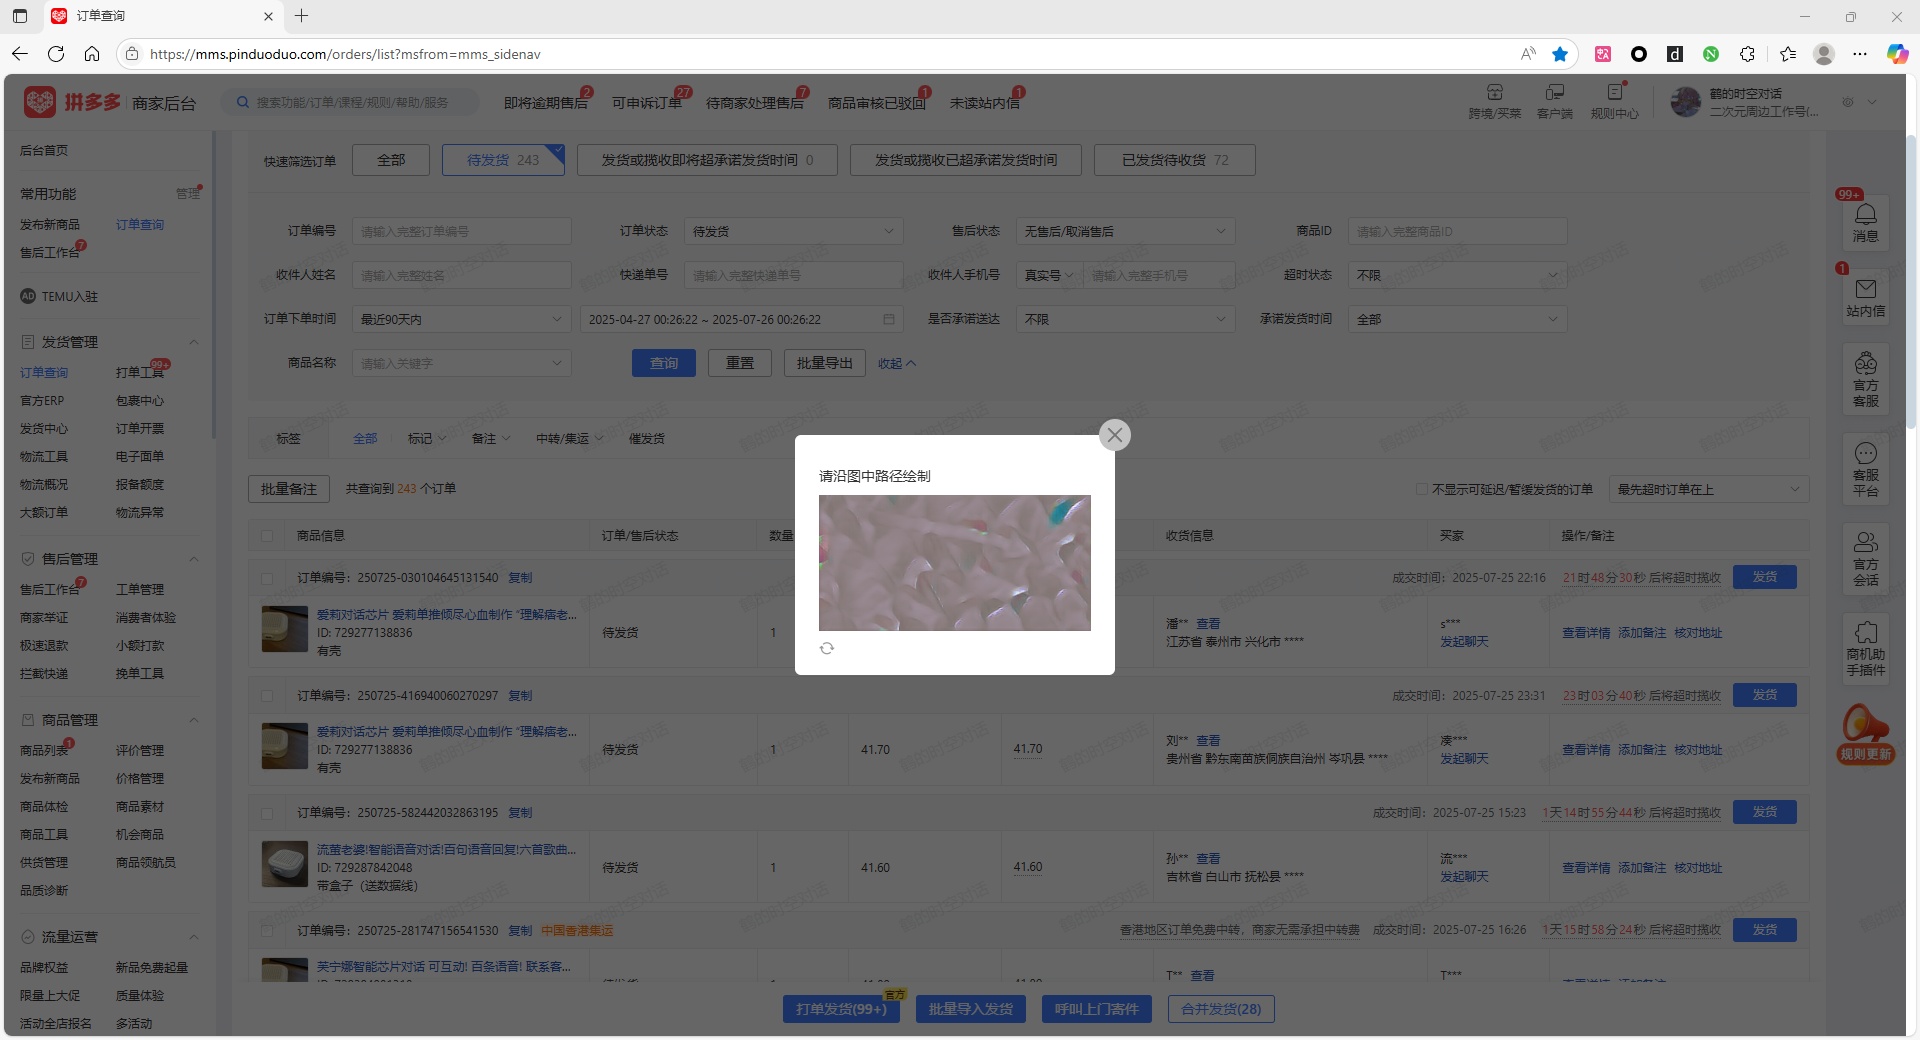 订单查询
https://mms.pinduoduo.com/orders/list?msfrom=mms_sidenav
拼多多 商家后台
搜索功能/订单/课程/规则/帮助/服务
即将逾期售后 2
可申诉订单 27
待商家处理售后 7
商品审核已驳回 1
未读站内信 1
跨境/买菜
客户端
规则中心
鹤的时空对话
二次元周边工作号(...
后台首页
常用功能 管理
发布新商品 订单查询
售后工作台 7
AD TEMU入驻
发货管理
订单查询 打单工具 99+
官方ERP 包裹中心
发货中心 订单开票
物流工具 电子面单
物流概况 报备额度
大额订单 物流异常
售后管理
售后工作台 7 工单管理
商家举证 消费者体验
极速退款 小额打款
拦截快递 挽单工具
商品管理
商品列表 1 评价管理
发布新商品 价格管理
商品体检 商品素材
商品工具 机会商品
供货管理 商品领航员
品质诊断
流量运营
品牌权益 新品免费起量
限量上大促 质量体验
活动全店报名 多活动
快速筛选订单 全部 待发货 243 发货或揽收即将超承诺发货时间 0 发货或揽收已超承诺发货时间 已发货待收货 72
订单编号 请输入完整订单编号 订单状态 待发货 售后状态 无售后/取消售后 商品ID 请输入完整商品ID
收件人姓名 请输入完整姓名 快递单号 请输入完整快递单号 收件人手机号 真实号 请输入完整手机号 超时状态 不限
订单下单时间 最近90天内 2025-04-27 00:26:22 ~ 2025-07-26 00:26:22 是否承诺送达 不限 承诺发货时间 全部
商品名称 请输入关键字 查询 重置 批量导出 收起
标签 全部 标记 备注 中转/集运 催发货
批量备注 共查询到 243 个订单 不显示可延迟/暂缓发货的订单 最先超时订单在上
商品信息 订单/售后状态 数量 收货信息 买家 操作/备注
订单编号：250725-030104645131540 复制 成交时间：2025-07-25 22:16 21时48分30秒 后将超时揽收 发货
爱莉对话芯片 爱莉单推倾尽心血制作 “理解痞老...
ID: 729277138836
有壳
待发货
1
潘** 查看
江苏省 泰州市 兴化市 ****
s***
发起聊天
查看详情 添加备注 核对地址
订单编号：250725-416940060270297 复制 成交时间：2025-07-25 23:31 23时03分40秒 后将超时揽收 发货
爱莉对话芯片 爱莉单推倾尽心血制作 “理解痞老...
ID: 729277138836
有壳
待发货
1
41.70
41.70
刘** 查看
贵州省 黔东南苗族侗族自治州 岑巩县 ****
凑***
发起聊天
查看详情 添加备注 核对地址
订单编号：250725-582442032863195 复制 成交时间：2025-07-25 15:23 1天14时55分44秒 后将超时揽收 发货
流萤老婆!智能语音对话!百句语音回复!六首歌曲...
ID: 729287842048
带盒子（送数据线）
待发货
1
41.60
41.60
孙** 查看
吉林省 白山市 抚松县 ****
流***
发起聊天
查看详情 添加备注 核对地址
订单编号：250725-281747156541530 复制 中国香港集运 香港地区订单免费中转，商家无需承担中转费 成交时间：2025-07-25 16:26 1天15时58分24秒 后将超时揽收 发货
芙宁娜智能芯片对话 可互动! 百条语音! 联系客...
T** 查看
T***
打单发货(99+) 官方
批量导入发货
呼叫上门寄件
合并发货(28)
请沿图中路径绘制
99+
消息
1
站内信
官方
客服
客服
平台
官方
会话
商机助
手插件
规则更新